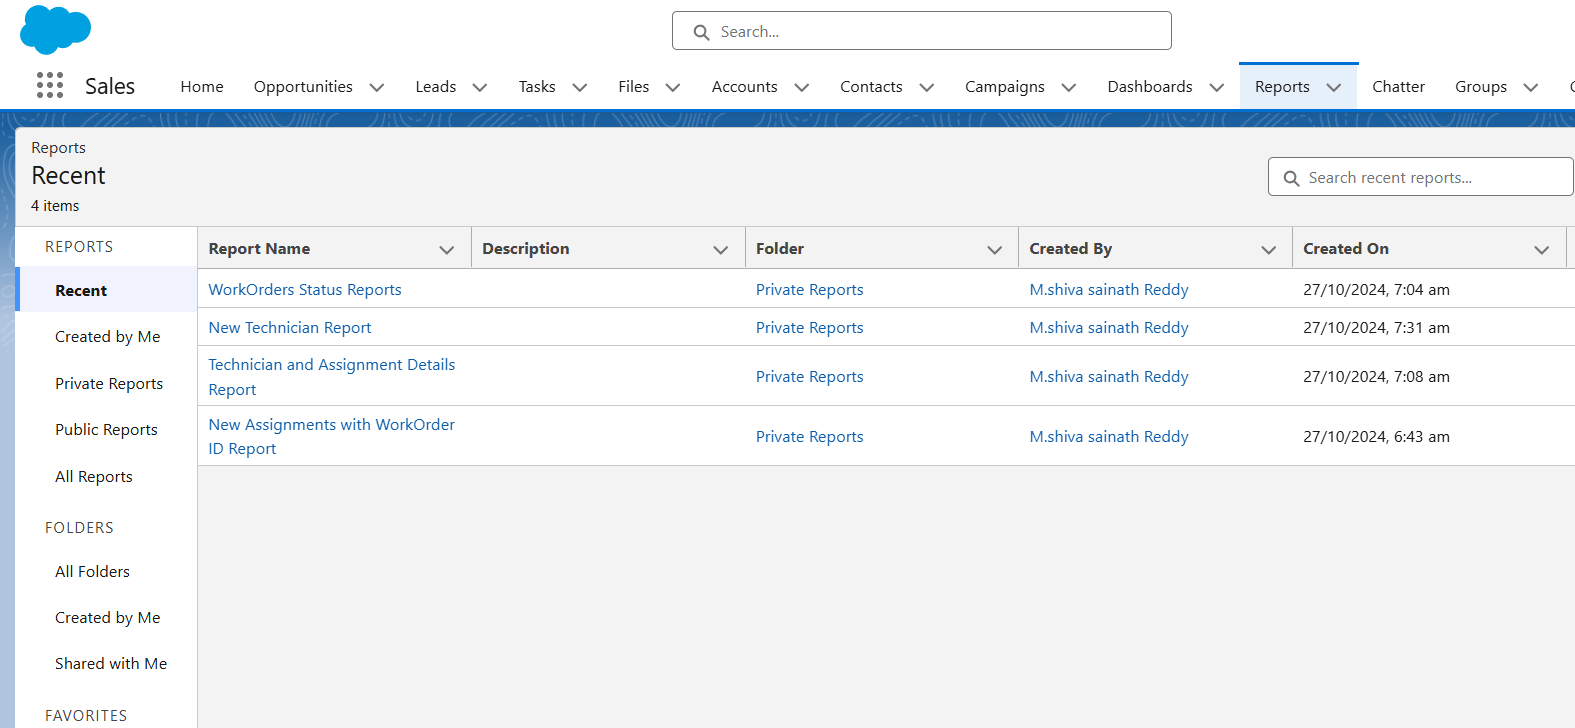 Search...
Sales Home Opportunities Leads Tasks Files Accounts Contacts Campaigns Dashboards Reports Chatter Groups
Reports
Recent
4 items
Search recent reports...
REPORTS
Recent
Created by Me
Private Reports
Public Reports
All Reports
FOLDERS
All Folders
Created by Me
Shared with Me
FAVORITES
Report Name Description Folder Created By Created On
WorkOrders Status Reports Private Reports M.shiva sainath Reddy 27/10/2024, 7:04 am
New Technician Report Private Reports M.shiva sainath Reddy 27/10/2024, 7:31 am
Technician and Assignment Details
Report Private Reports M.shiva sainath Reddy 27/10/2024, 7:08 am
New Assignments with WorkOrder
ID Report Private Reports M.shiva sainath Reddy 27/10/2024, 6:43 am